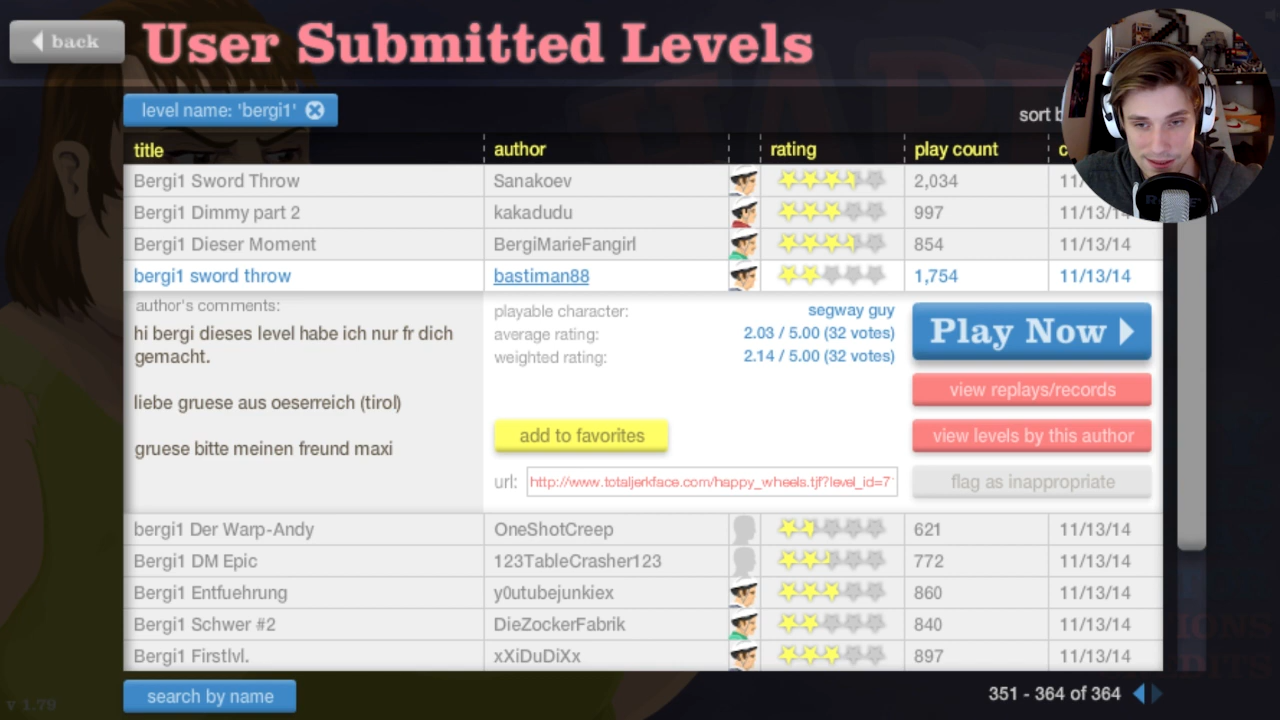 back
User Submitted Levels
level name: 'bergi1'
sort b
title author rating play count c
Bergi1 Sword Throw Sanakoev 2,034 11/
Bergi1 Dimmy part 2 kakadudu 997 11/13/14
Bergi1 Dieser Moment BergiMarieFangirl 854 11/13/14
bergi1 sword throw bastiman88 1,754 11/13/14
author's comments:
hi bergi dieses level habe ich nur fr dich
gemacht.
liebe gruese aus oeserreich (tirol)
gruese bitte meinen freund maxi
playable character: segway guy
average rating: 2.03 / 5.00 (32 votes)
weighted rating: 2.14 / 5.00 (32 votes)
add to favorites
url: http://www.totaljerkface.com/happy_wheels.tjf?level_id=7
Play Now
view replays/records
view levels by this author
flag as inappropriate
bergi1 Der Warp-Andy OneShotCreep 621 11/13/14
Bergi1 DM Epic 123TableCrasher123 772 11/13/14
Bergi1 Entfuehrung y0utubejunkiex 860 11/13/14
Bergi1 Schwer #2 DieZockerFabrik 840 11/13/14
Bergi1 Firstlvl. xXiDuDiXx 897 11/13/14
search by name
351 - 364 of 364
v 1.79